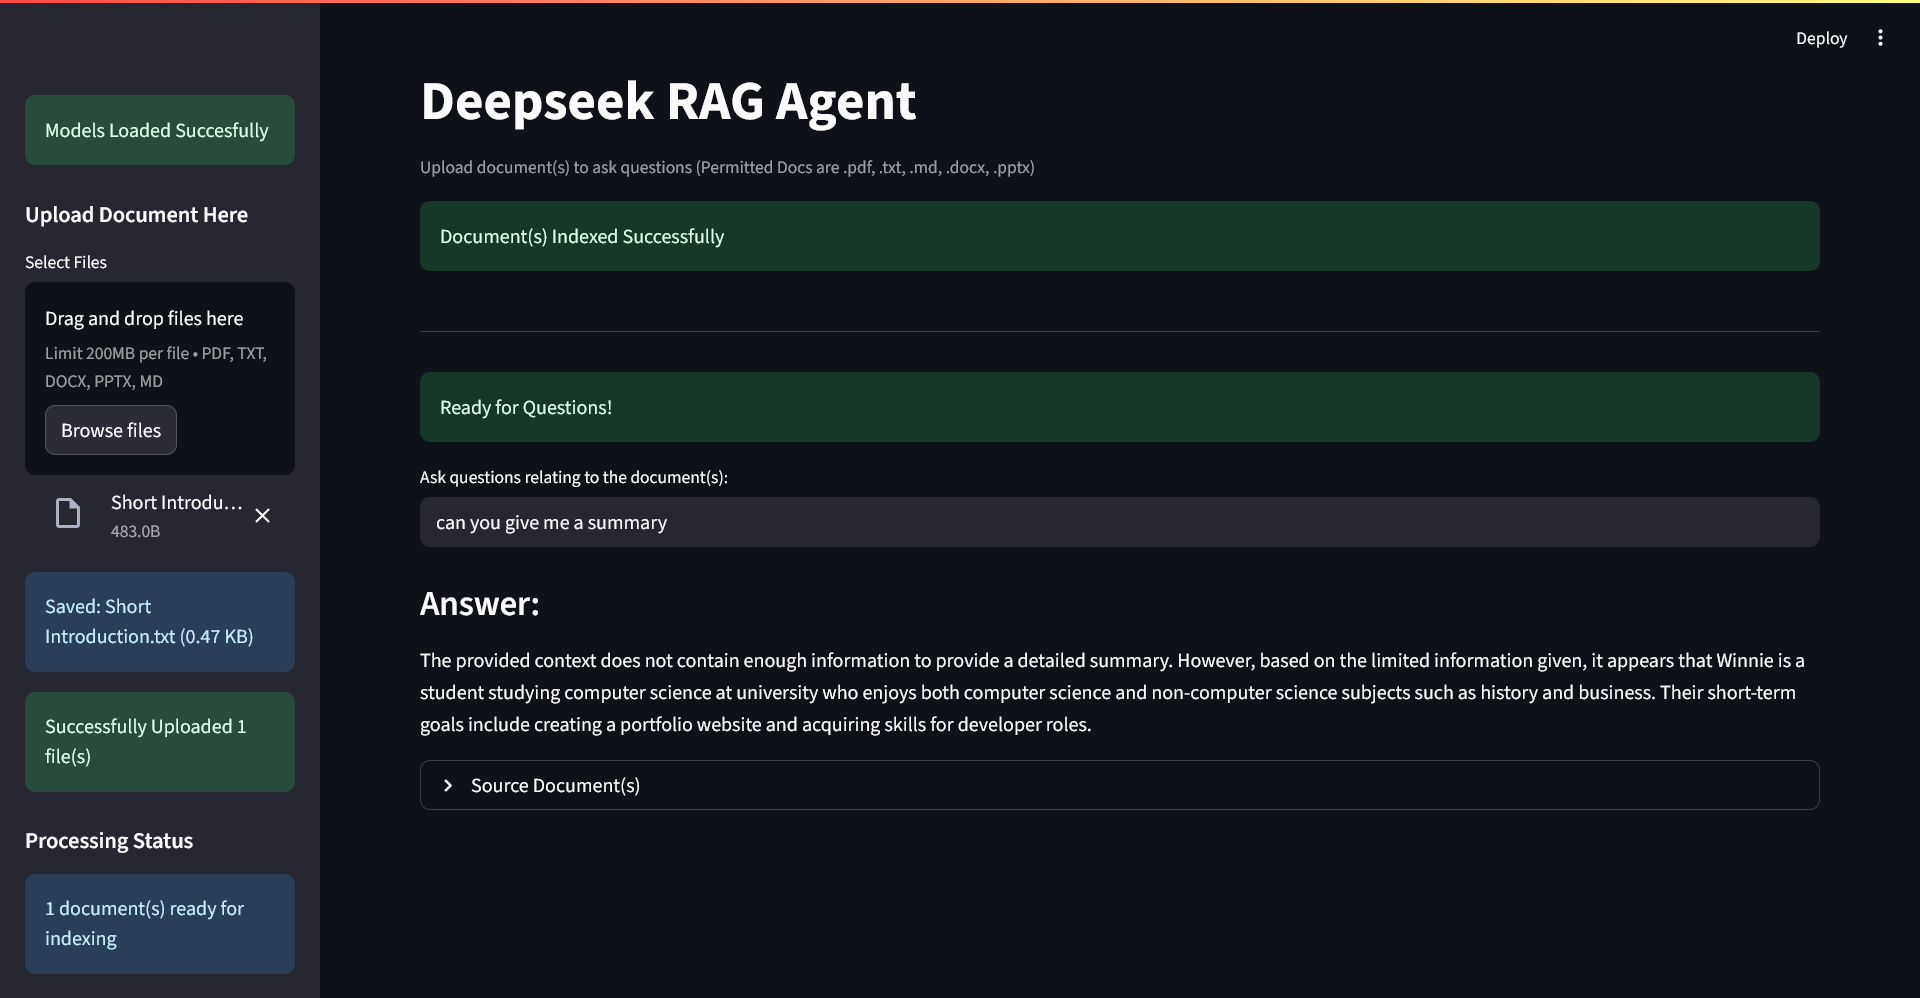 Deploy
Models Loaded Succesfully
Upload Document Here
Select Files
Drag and drop files here
Limit 200MB per file • PDF, TXT,
DOCX, PPTX, MD
Browse files
Short Introdu...
483.0B
Saved: Short
Introduction.txt (0.47 KB)
Successfully Uploaded 1
file(s)
Processing Status
1 document(s) ready for
indexing
Deepseek RAG Agent
Upload document(s) to ask questions (Permitted Docs are .pdf, .txt, .md, .docx, .pptx)
Document(s) Indexed Successfully
Ready for Questions!
Ask questions relating to the document(s):
can you give me a summary
Answer:
The provided context does not contain enough information to provide a detailed summary. However, based on the limited information given, it appears that Winnie is a
student studying computer science at university who enjoys both computer science and non-computer science subjects such as history and business. Their short-term
goals include creating a portfolio website and acquiring skills for developer roles.
Source Document(s)